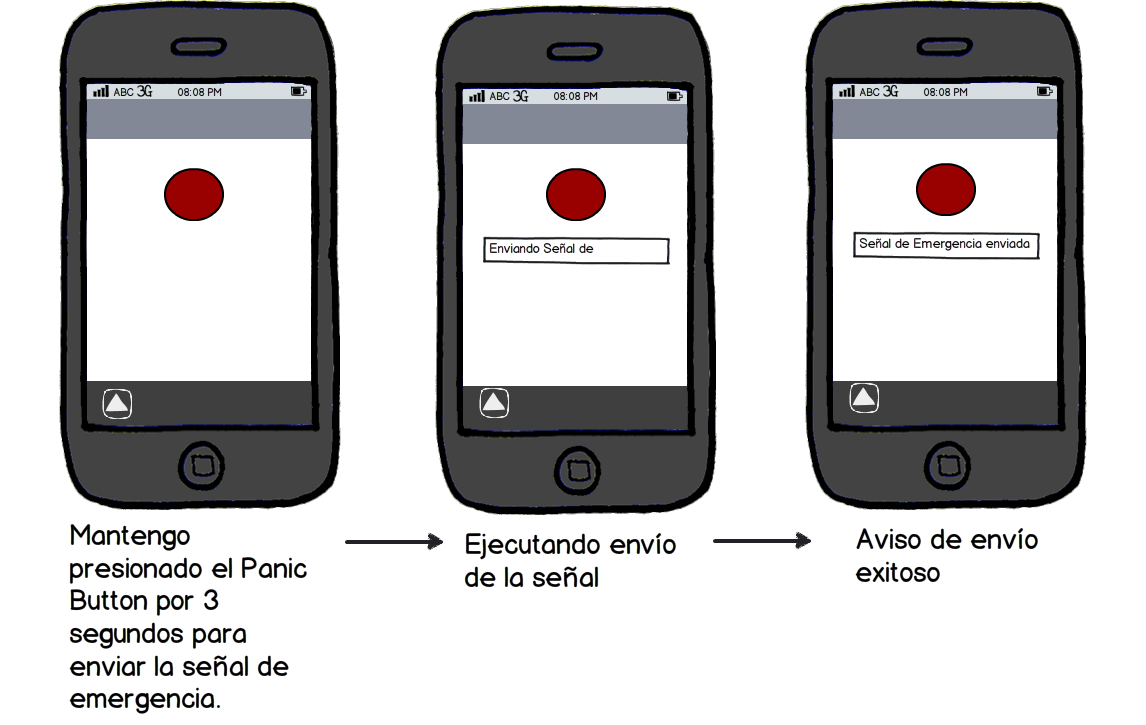 ABC 3G 08:08 PM
ABC 3G 08:08 PM
ABC 3G 08:08 PM
Enviando Señal de
Señal de Emergencia enviada
Mantengo
presionado el Panic
Button por 3
segundos para
enviar la señal de
emergencia.
Ejecutando envío
de la señal
Aviso de envío
exitoso